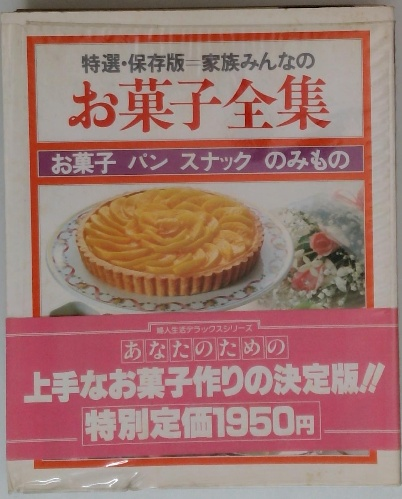 特選・保存版=家族みんなの
お菓子全集
お菓子 パン スナック のみもの
婦人生活デラックスシリーズ
あなたのための
上手なお菓子作りの決定版!!
特別定価1950円